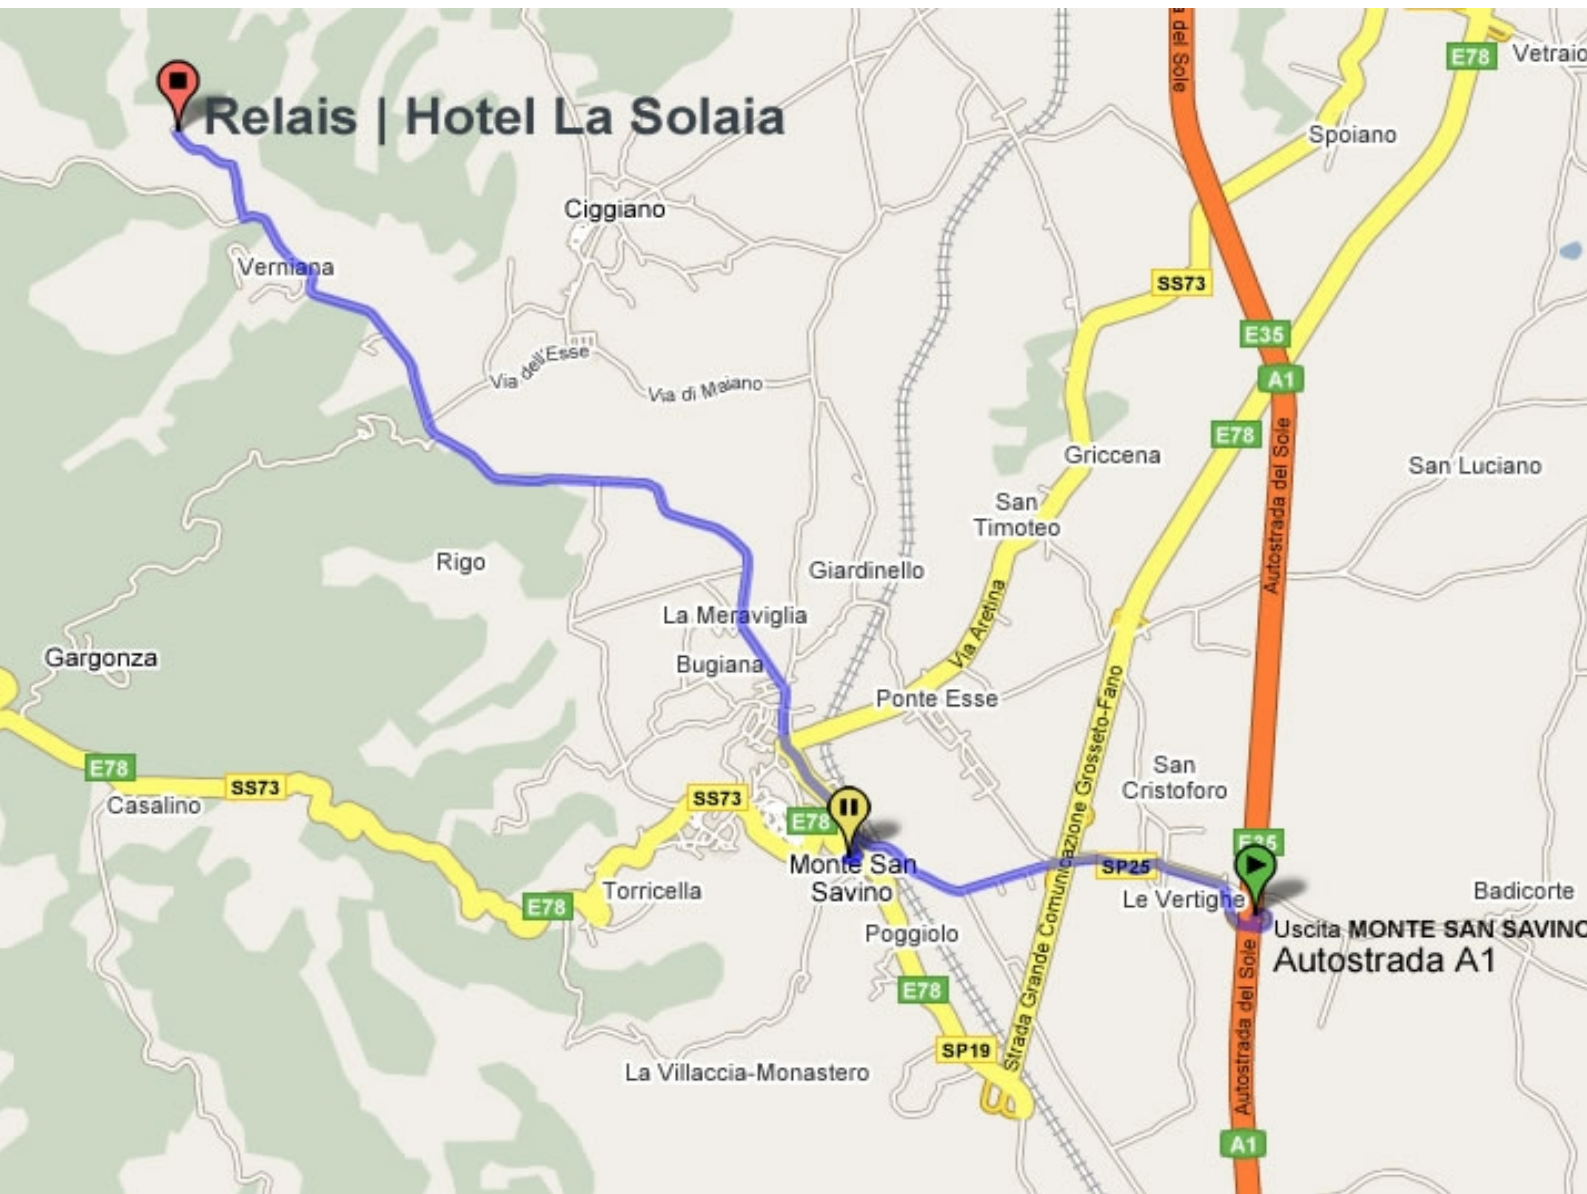 a del Sole
E78
Vetraio
Relais | Hotel La Solaia
Spoiano
Ciggiano
Verniana
SS73
E35
Via dell'Esse
Via di Maiano
A1
E78
Autostrada del Sole
Griccena
San Luciano
San
Timoteo
Rigo
Giardinello
La Meraviglia
Via Aretina
Gargonza
Bugiana
Ponte Esse
Strada Grande Comunicazione Grosseto-Fano
E78
SS73
Casalino
SS73
San
Cristoforo
E78
E35
Monte San
Savino
SP25
Le Vertighe
Torricella
E78
Badicorte
Uscita MONTE SAN SAVINO
Autostrada A1
Poggiolo
E78
Autostrada del Sole
SP19
La Villaccia-Monastero
A1